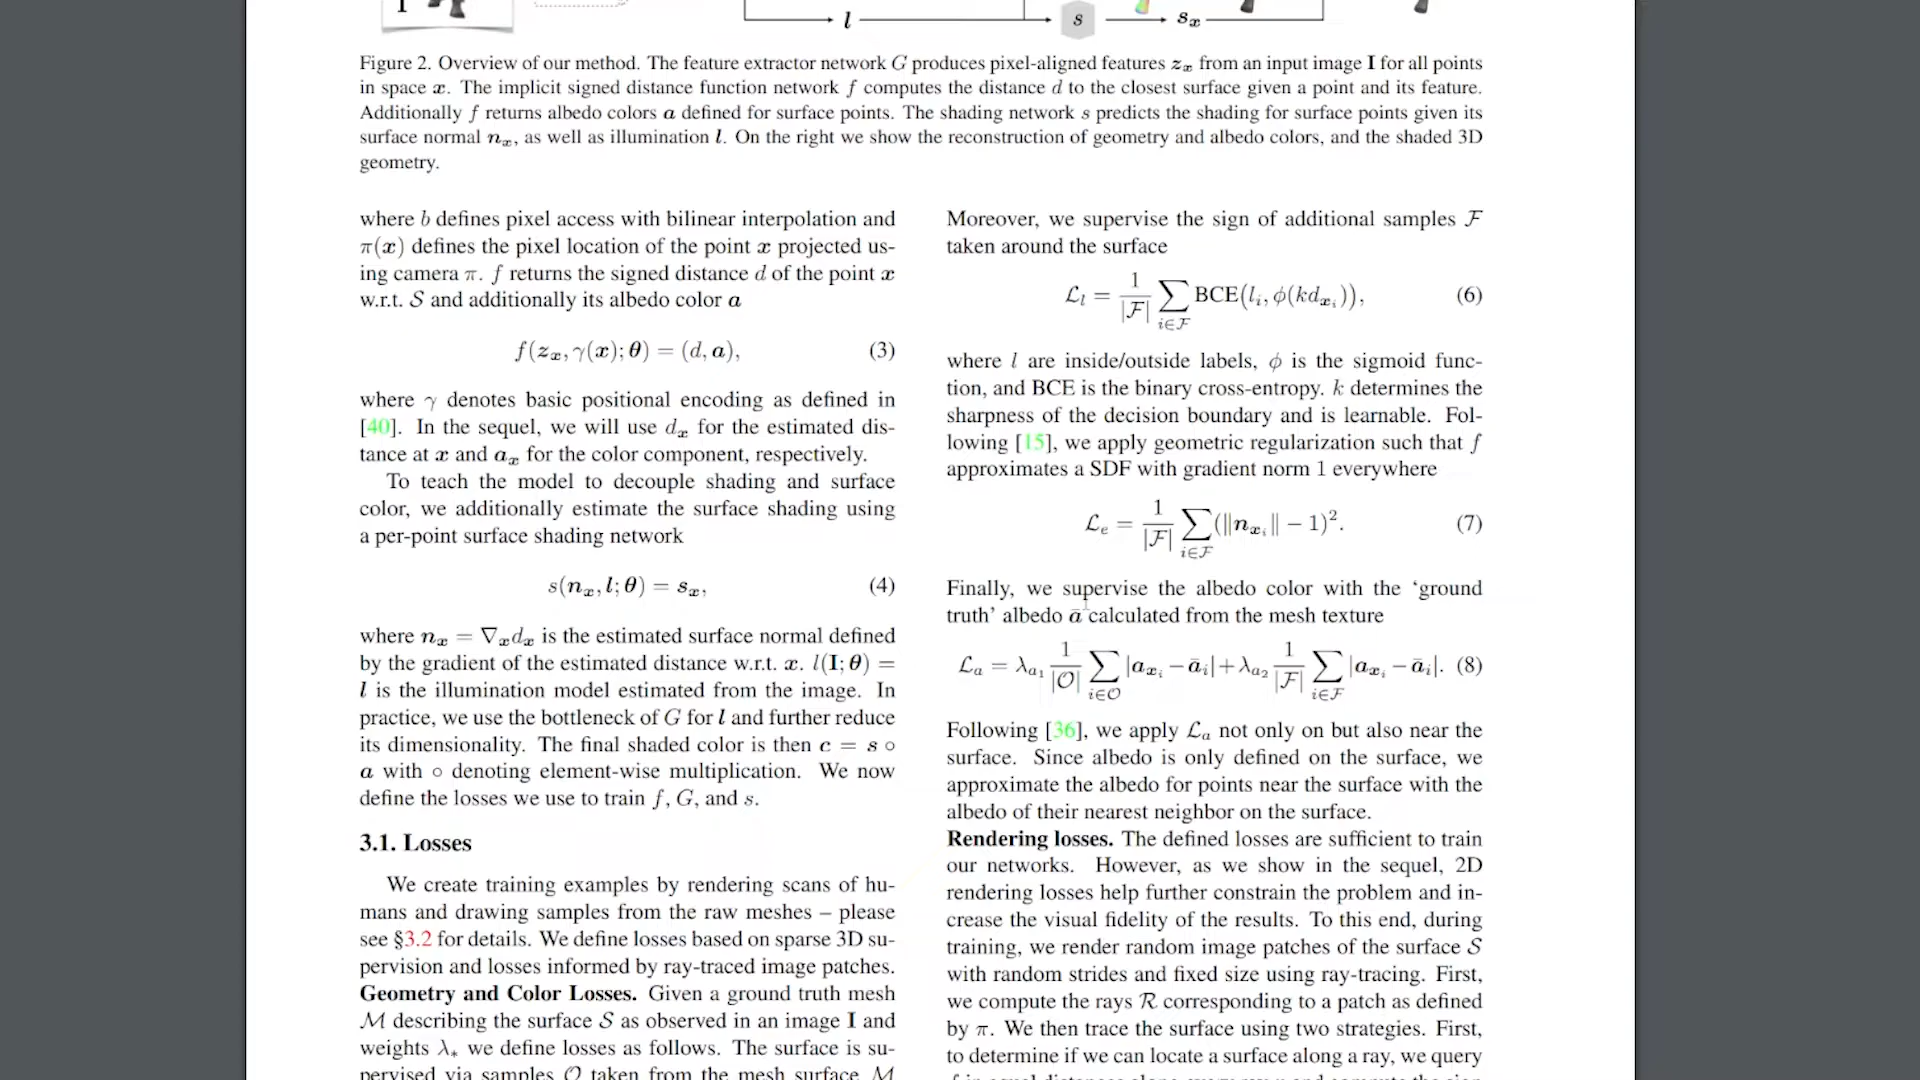 I
l
s
sₓ
Figure 2. Overview of our method. The feature extractor network G produces pixel-aligned features zₓ from an input image I for all points
in space x. The implicit signed distance function network f computes the distance d to the closest surface given a point and its feature.
Additionally f returns albedo colors a defined for surface points. The shading network s predicts the shading for surface points given its
surface normal nₓ, as well as illumination l. On the right we show the reconstruction of geometry and albedo colors, and the shaded 3D
geometry.
where b defines pixel access with bilinear interpolation and
π(x) defines the pixel location of the point x projected us-
ing camera π. f returns the signed distance d of the point x
w.r.t. S and additionally its albedo color a
f(zₓ, γ(x); θ) = (d, a), (3)
where γ denotes basic positional encoding as defined in
[40]. In the sequel, we will use dₓ for the estimated dis-
tance at x and aₓ for the color component, respectively.
To teach the model to decouple shading and surface
color, we additionally estimate the surface shading using
a per-point surface shading network
s(nₓ, l; θ) = sₓ, (4)
where nₓ = ∇ₓdₓ is the estimated surface normal defined
by the gradient of the estimated distance w.r.t. x. l(I; θ) =
l is the illumination model estimated from the image. In
practice, we use the bottleneck of G for l and further reduce
its dimensionality. The final shaded color is then c = s ∘
a with ∘ denoting element-wise multiplication. We now
define the losses we use to train f, G, and s.
3.1. Losses
We create training examples by rendering scans of hu-
mans and drawing samples from the raw meshes – please
see §3.2 for details. We define losses based on sparse 3D su-
pervision and losses informed by ray-traced image patches.
Geometry and Color Losses. Given a ground truth mesh
M describing the surface S as observed in an image I and
weights λ∗ we define losses as follows. The surface is su-
pervised via samples O taken from the mesh surface M
Moreover, we supervise the sign of additional samples F
taken around the surface
L_l = 1/|F| ∑_{i∈F} BCE(l_i, φ(kd_{x_i})), (6)
where l are inside/outside labels, φ is the sigmoid func-
tion, and BCE is the binary cross-entropy. k determines the
sharpness of the decision boundary and is learnable. Fol-
lowing [15], we apply geometric regularization such that f
approximates a SDF with gradient norm 1 everywhere
L_e = 1/|F| ∑_{i∈F} (‖n_{x_i}‖ − 1)². (7)
Finally, we supervise the albedo color with the ‘ground
truth’ albedo ā calculated from the mesh texture
L_a = λ_{a_1} 1/|O| ∑_{i∈O} |a_{x_i} − ā_i| + λ_{a_2} 1/|F| ∑_{i∈F} |a_{x_i} − ā_i|. (8)
Following [36], we apply L_a not only on but also near the
surface. Since albedo is only defined on the surface, we
approximate the albedo for points near the surface with the
albedo of their nearest neighbor on the surface.
Rendering losses. The defined losses are sufficient to train
our networks. However, as we show in the sequel, 2D
rendering losses help further constrain the problem and in-
crease the visual fidelity of the results. To this end, during
training, we render random image patches of the surface S
with random strides and fixed size using ray-tracing. First,
we compute the rays R corresponding to a patch as defined
by π. We then trace the surface using two strategies. First,
to determine if we can locate a surface along a ray, we query